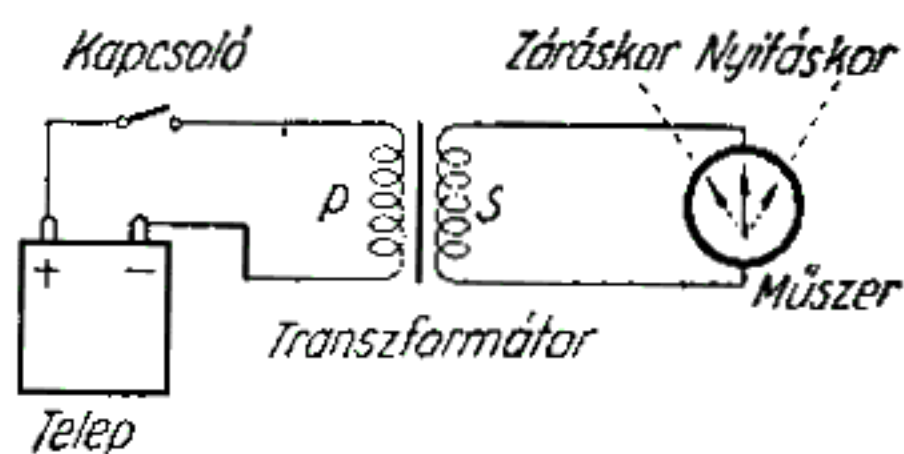 Kapcsoló
Záráskor Nyitáskor
p
s
+ −
Műszer
Transzformátor
Telep